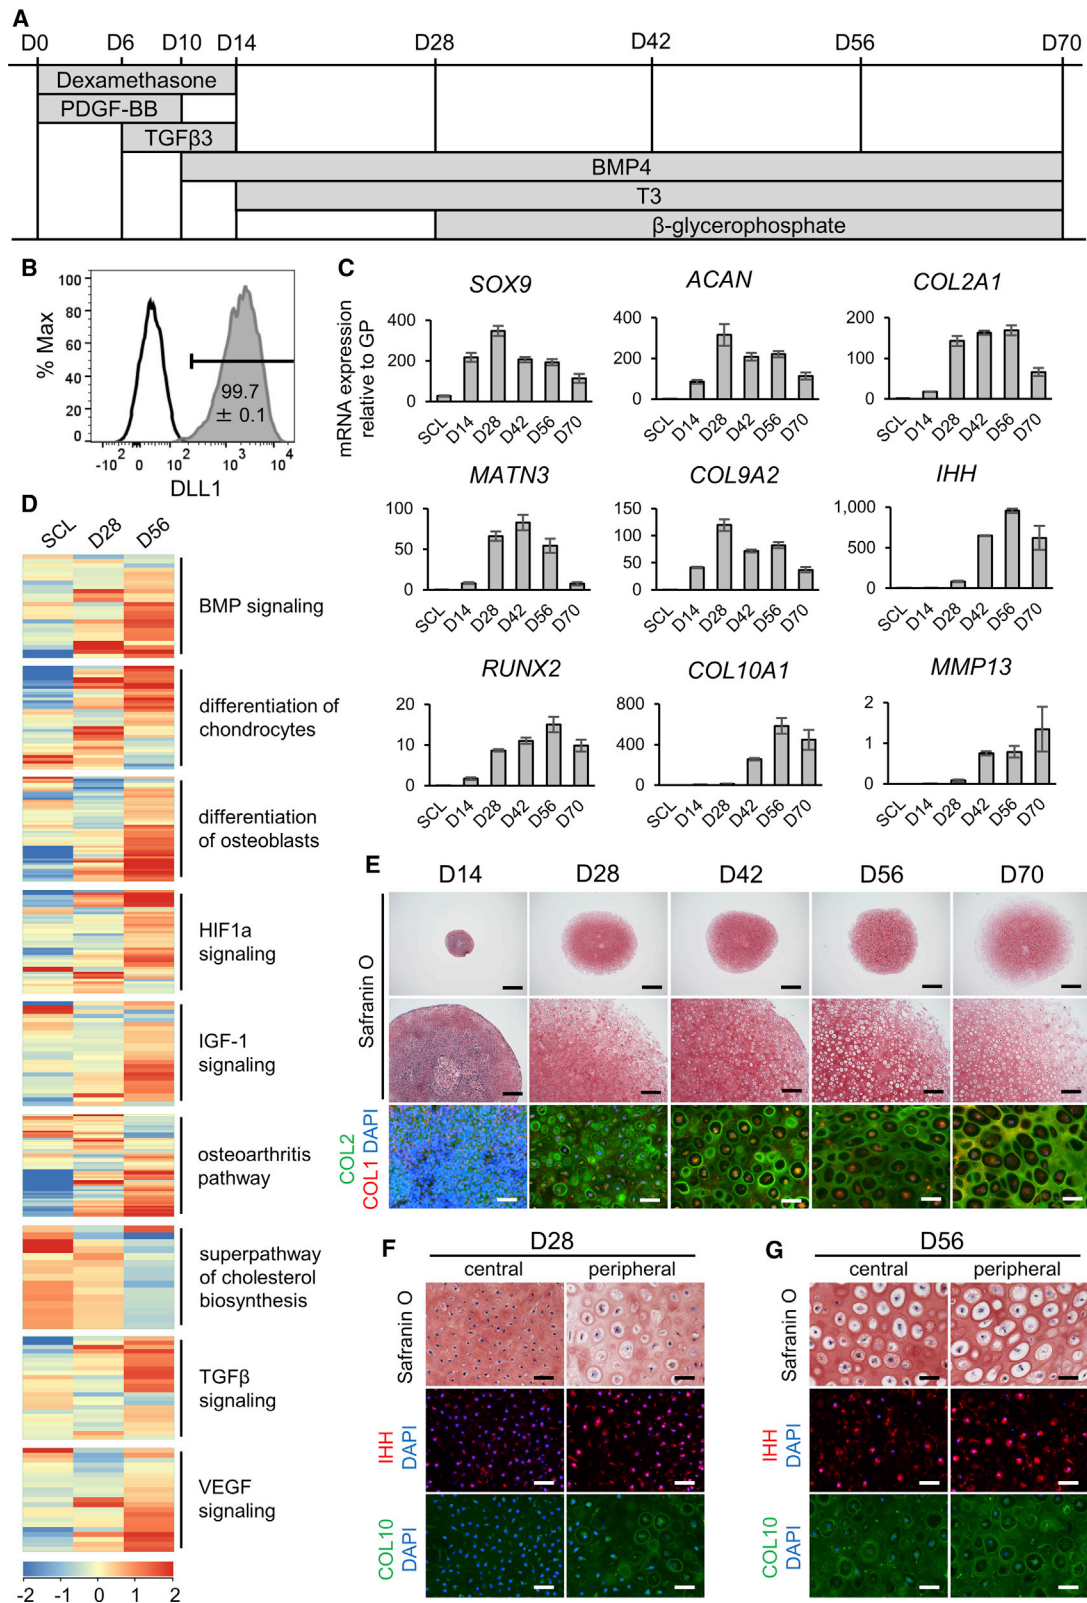 A
D0 D6 D10 D14 D28 D42 D56 D70
Dexamethasone
PDGF-BB
TGFβ3
BMP4
T3
β-glycerophosphate
B
% Max
100
80
60
40
20
0
99.7
± 0.1
-10² 0 10² 10³ 10⁴
DLL1
C
mRNA expression
relative to GP
SOX9
400
200
0
SCL D14 D28 D42 D56 D70
ACAN
400
200
0
SCL D14 D28 D42 D56 D70
COL2A1
200
100
0
SCL D14 D28 D42 D56 D70
MATN3
100
50
0
SCL D14 D28 D42 D56 D70
COL9A2
150
100
50
0
SCL D14 D28 D42 D56 D70
IHH
1,000
500
0
SCL D14 D28 D42 D56 D70
RUNX2
20
10
0
SCL D14 D28 D42 D56 D70
COL10A1
800
400
0
SCL D14 D28 D42 D56 D70
MMP13
2
1
0
SCL D14 D28 D42 D56 D70
D
SCL D28 D56
BMP signaling
differentiation of
chondrocytes
differentiation
of osteoblasts
HIF1a
signaling
IGF-1
signaling
osteoarthritis
pathway
superpathway
of cholesterol
biosynthesis
TGFβ
signaling
VEGF
signaling
-2 -1 0 1 2
E
D14 D28 D42 D56 D70
Safranin O
COL2
COL1 DAPI
F
D28
central peripheral
Safranin O
IHH
DAPI
COL10
DAPI
G
D56
central peripheral
Safranin O
IHH
DAPI
COL10
DAPI